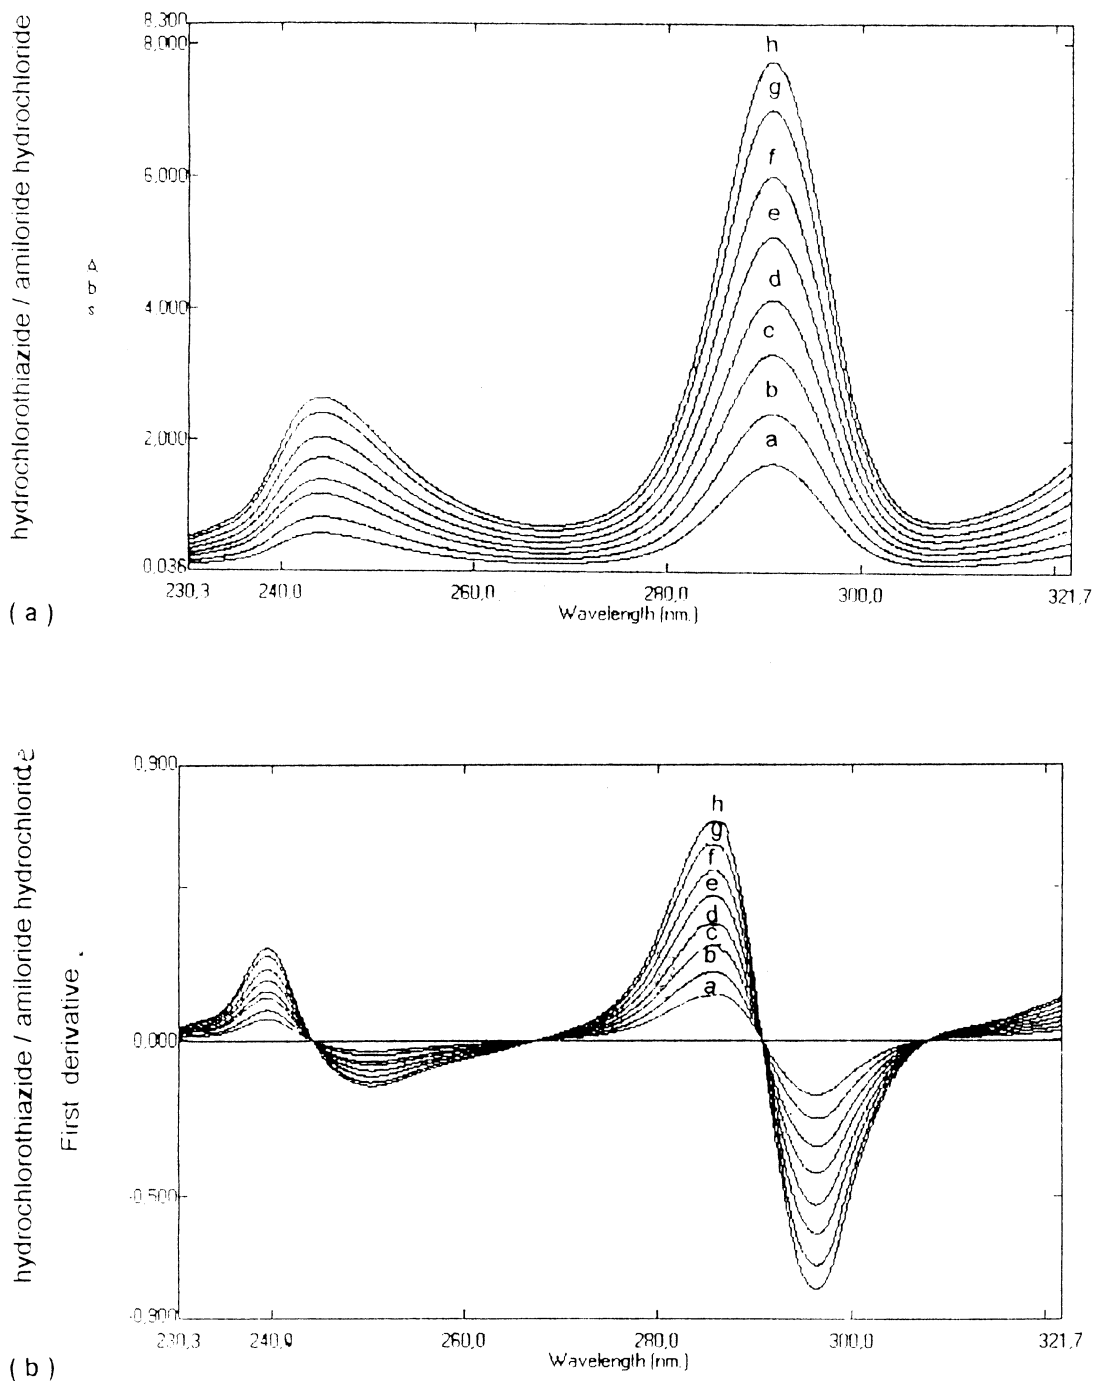 hydrochlorothiazide / amiloride hydrochloride
Abs
8,300
8,000
6,000
4,000
2,000
0,036
h
g
f
e
d
c
b
a
230,3 240,0 260,0 280,0 300,0 321,7
Wavelength (nm.)
( a )
hydrochlorothiazide / amiloride hydrochloride
First derivative
0,900
0,000
-0,500
-0,900
h
g
f
e
d
c
b
a
230,3 240,0 260,0 280,0 300,0 321,7
Wavelength (nm.)
( b )